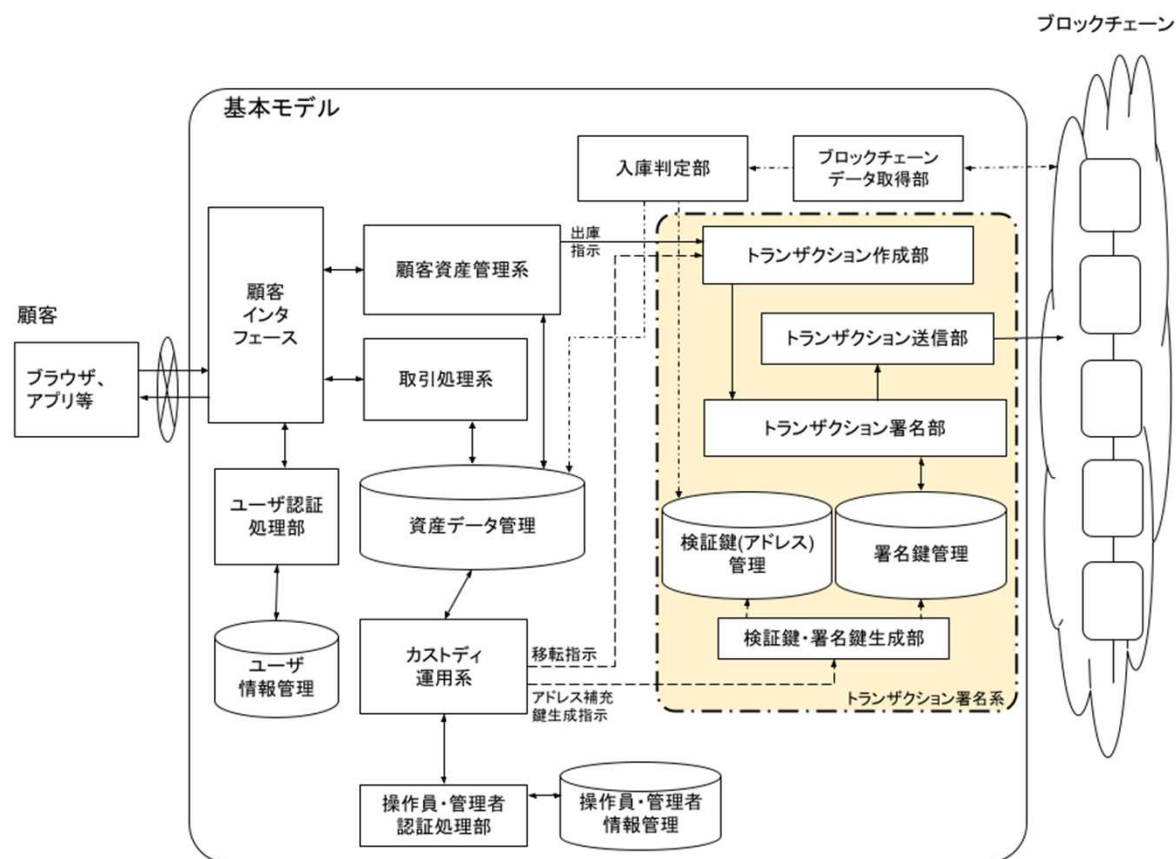 ブロックチェーン
基本モデル
入庫判定部
ブロックチェーン
データ取得部
顧客
インタ
フェース
顧客資産管理系
出庫
指示
トランザクション作成部
顧客
ブラウザ、
アプリ等
取引処理系
トランザクション送信部
トランザクション署名部
ユーザ認証
処理部
資産データ管理
検証鍵(アドレス)
管理
署名鍵管理
ユーザ
情報管理
カストディ
運用系
移転指示
アドレス補充
鍵生成指示
検証鍵・署名鍵生成部
トランザクション署名系
操作員・管理者
認証処理部
操作員・管理者
情報管理